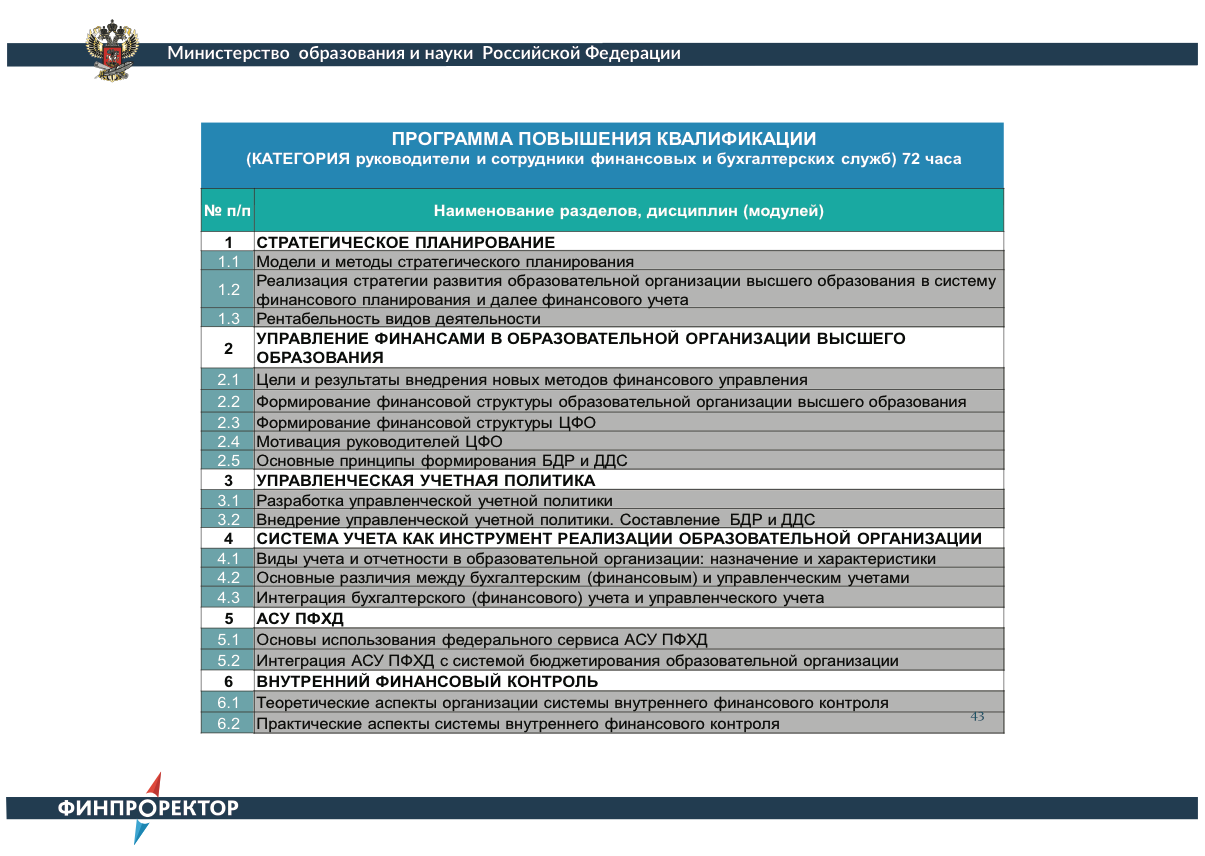 Министерство образования и науки Российской Федерации
ПРОГРАММА ПОВЫШЕНИЯ КВАЛИФИКАЦИИ
(КАТЕГОРИЯ руководители и сотрудники финансовых и бухгалтерских служб) 72 часа
№ п/п Наименование разделов, дисциплин (модулей)
1 СТРАТЕГИЧЕСКОЕ ПЛАНИРОВАНИЕ
1.1 Модели и методы стратегического планирования
1.2 Реализация стратегии развития образовательной организации высшего образования в систему
финансового планирования и далее финансового учета
1.3 Рентабельность видов деятельности
2 УПРАВЛЕНИЕ ФИНАНСАМИ В ОБРАЗОВАТЕЛЬНОЙ ОРГАНИЗАЦИИ ВЫСШЕГО
ОБРАЗОВАНИЯ
2.1 Цели и результаты внедрения новых методов финансового управления
2.2 Формирование финансовой структуры образовательной организации высшего образования
2.3 Формирование финансовой структуры ЦФО
2.4 Мотивация руководителей ЦФО
2.5 Основные принципы формирования БДР и ДДС
3 УПРАВЛЕНЧЕСКАЯ УЧЕТНАЯ ПОЛИТИКА
3.1 Разработка управленческой учетной политики
3.2 Внедрение управленческой учетной политики. Составление БДР и ДДС
4 СИСТЕМА УЧЕТА КАК ИНСТРУМЕНТ РЕАЛИЗАЦИИ ОБРАЗОВАТЕЛЬНОЙ ОРГАНИЗАЦИИ
4.1 Виды учета и отчетности в образовательной организации: назначение и характеристики
4.2 Основные различия между бухгалтерским (финансовым) и управленческим учетами
4.3 Интеграция бухгалтерского (финансового) учета и управленческого учета
5 АСУ ПФХД
5.1 Основы использования федерального сервиса АСУ ПФХД
5.2 Интеграция АСУ ПФХД с системой бюджетирования образовательной организации
6 ВНУТРЕННИЙ ФИНАНСОВЫЙ КОНТРОЛЬ
6.1 Теоретические аспекты организации системы внутреннего финансового контроля
6.2 Практические аспекты системы внутреннего финансового контроля
43
ФИНПРОРЕКТОР